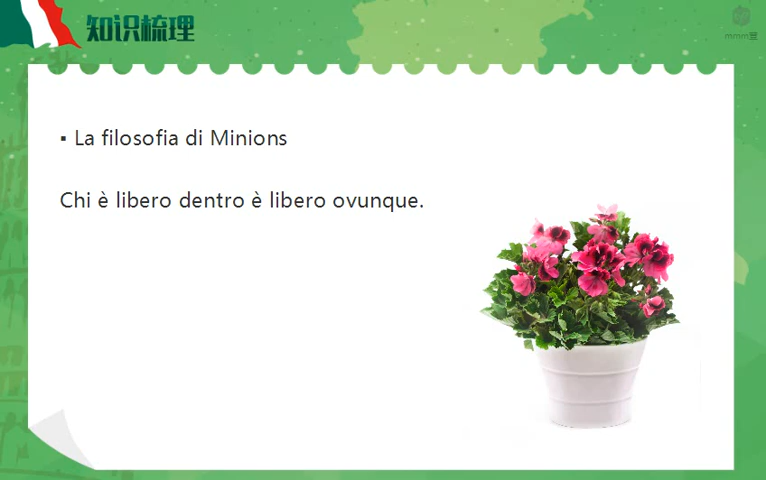 知识梳理
▪ La filosofia di Minions
Chi è libero dentro è libero ovunque.